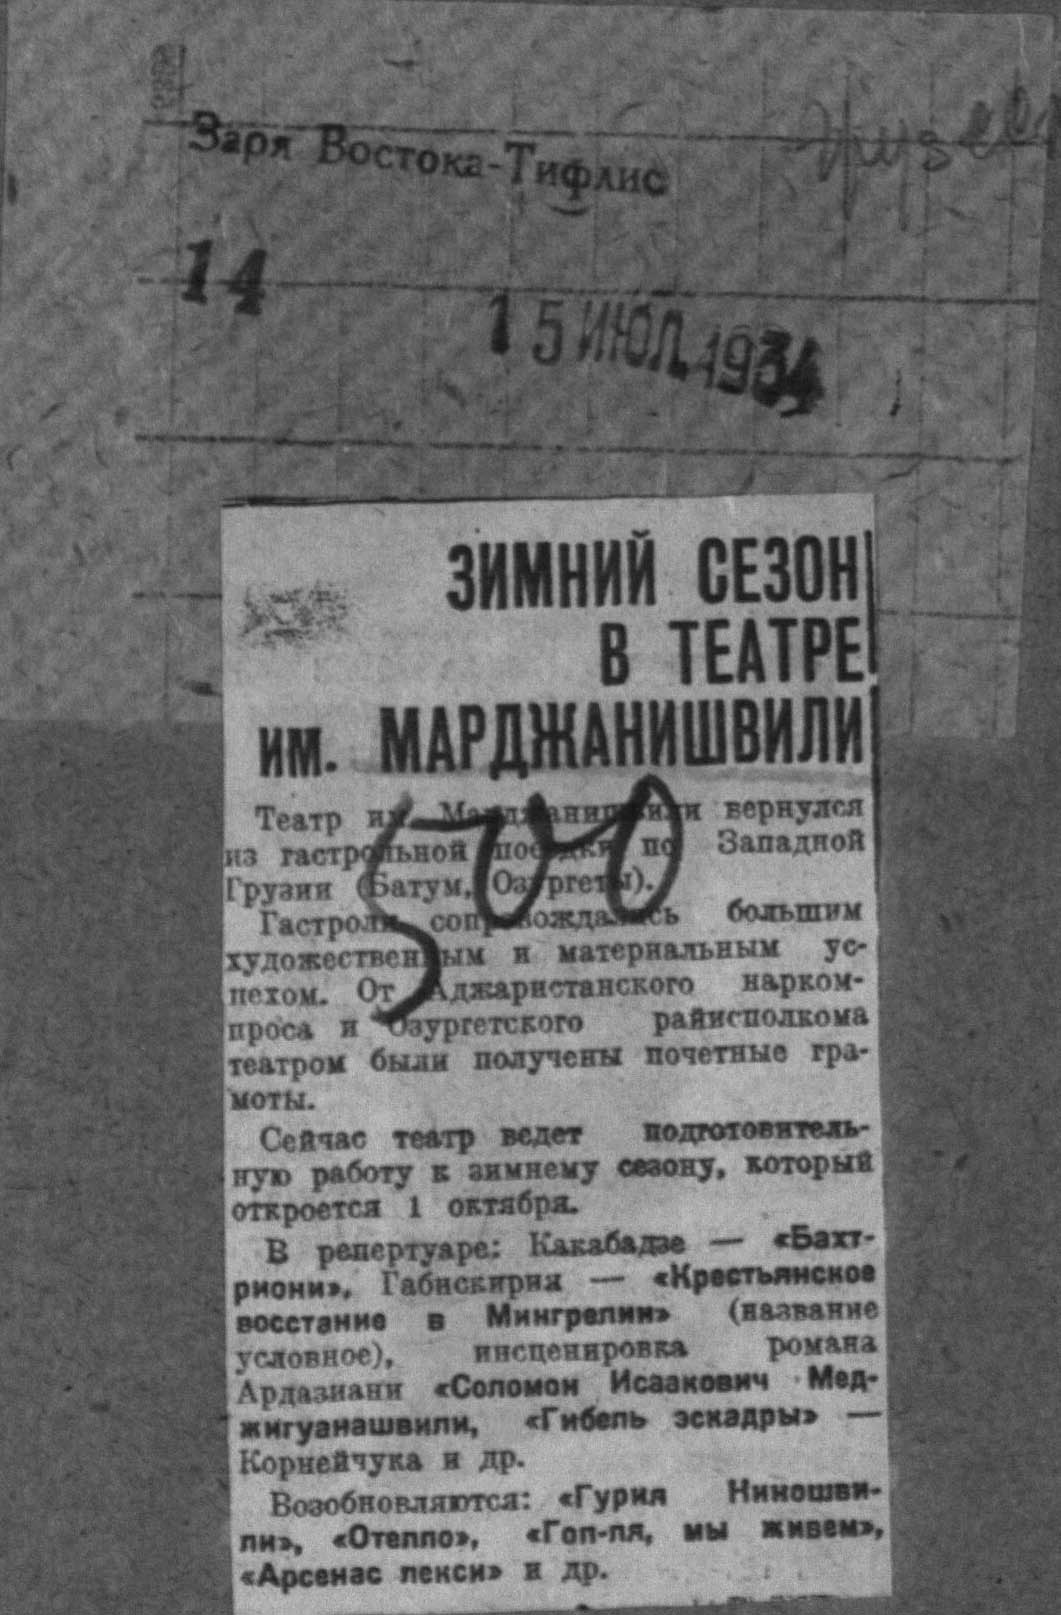 Заря Востока-Тифлис
14
15 ИЮЛ. 1934
ЗИМНИЙ СЕЗОН
В ТЕАТРЕ
ИМ. МАРДЖАНИШВИЛИ
500
Театр им. Марджанишвили вернулся
из гастрольной поездки по Западной
Грузии (Батум, Озургеты).
Гастроли сопровождались большим
художественным и материальным ус-
пехом. От Аджаристанского нарком-
проса и Озургетского райисполкома
театром были получены почетные гра-
моты.
Сейчас театр ведет подготовитель-
ную работу к зимнему сезону, который
откроется 1 октября.
В репертуаре: Какабадзе — «Бахт-
риони», Габискирия — «Крестьянское
восстание в Мингрелии» (название
условное), инсценировка романа
Ардазиани «Соломон Исаакович Мед-
жигуанашвили, «Гибель эскадры» —
Корнейчука и др.
Возобновляются: «Гурия Ниношви-
ли», «Отелло», «Гоп-ля, мы живем»,
«Арсенас лекси» и др.